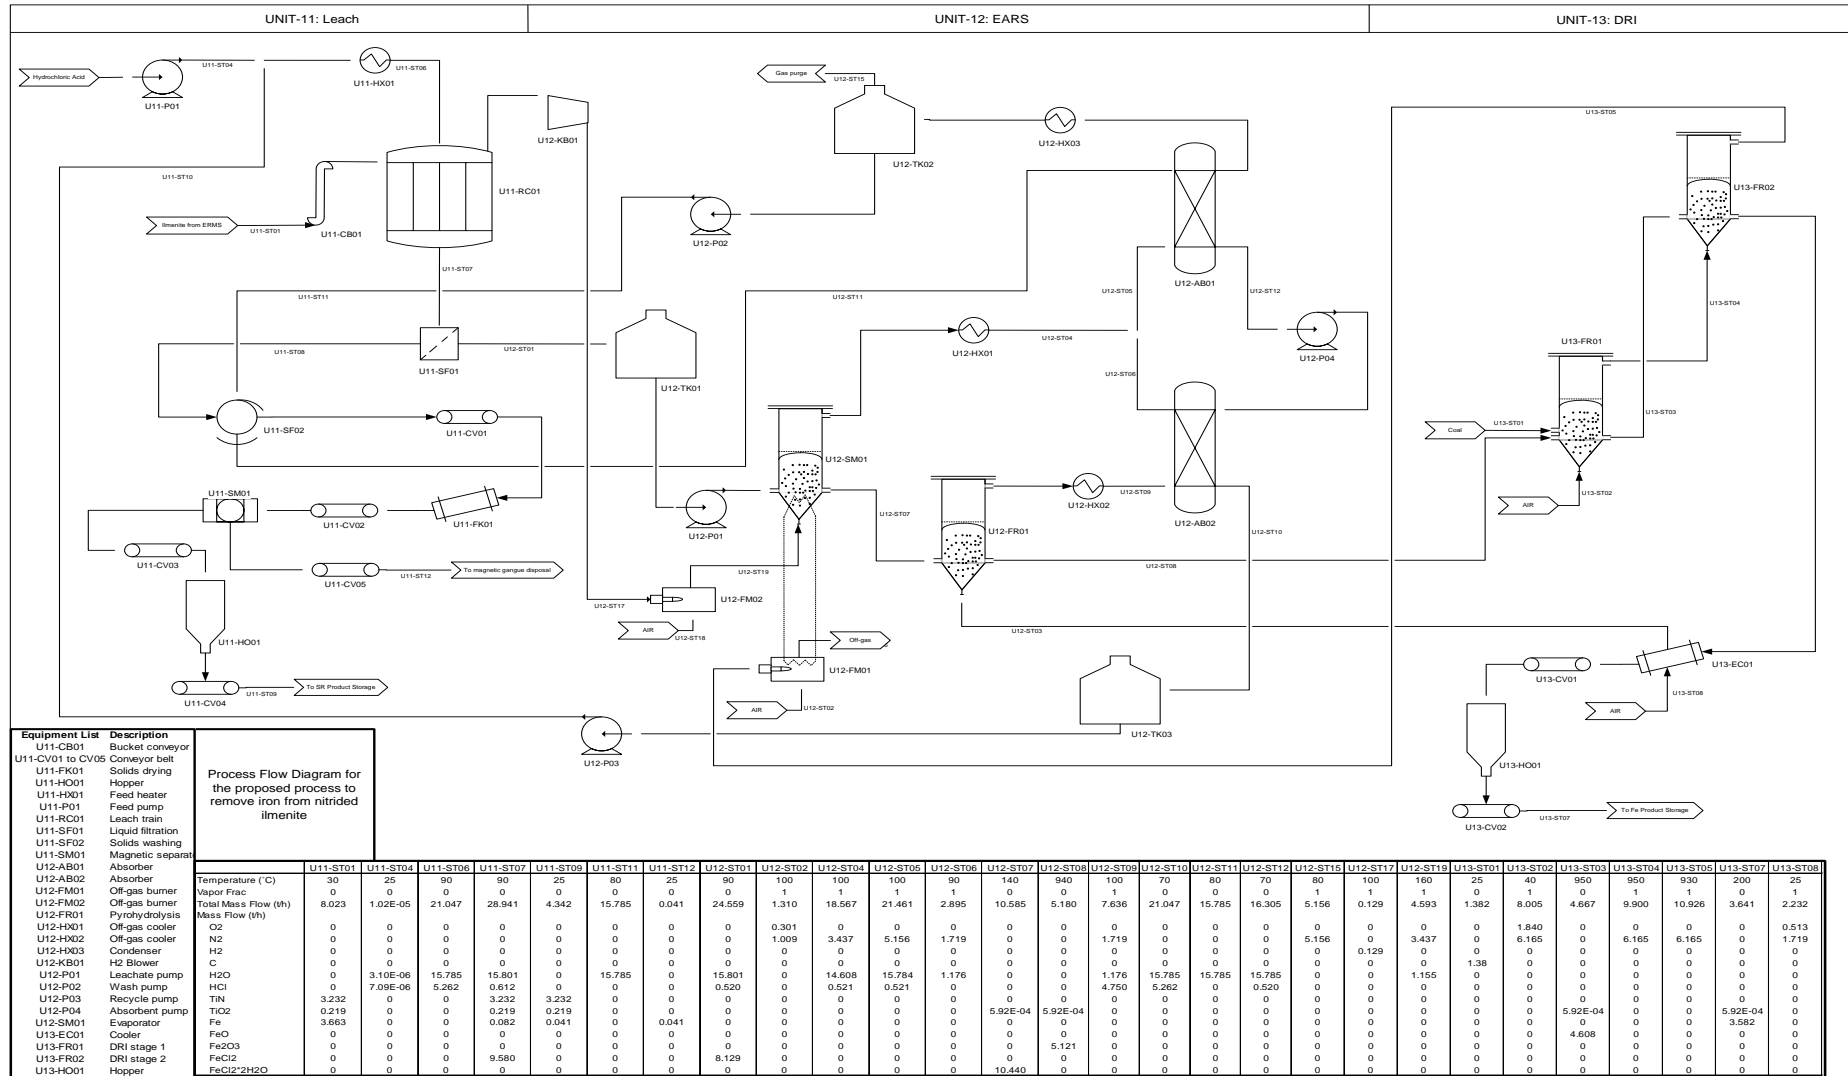 UNIT-11: Leach
UNIT-12: EARS
UNIT-13: DRI
Hydrochloric Acid
U11-P01
U11-ST04
U11-HX01
U11-ST06
U12-KB01
Gas purge
U12-ST15
U12-TK02
U12-HX03
U13-ST05
U11-ST10
U11-RC01
Ilmenite from ERMS
U11-ST01
U11-CB01
U12-P02
U12-AB01
U13-FR02
U11-ST07
U11-ST11
U12-ST11
U12-ST05
U12-ST12
U13-ST04
U11-ST08
U11-SF01
U12-ST01
U12-TK01
U12-HX01
U12-ST04
U12-P04
U13-FR01
U12-ST06
U11-SF02
U11-CV01
U12-SM01
Coal
U13-ST01
U13-ST03
U11-SM01
U11-CV02
U11-FK01
U12-P01
U12-ST07
U12-FR01
U12-HX02
U12-ST09
U12-AB02
U12-ST10
AIR
U13-ST02
U11-CV03
U11-CV05
U11-ST12
To magnetic gangue disposal
U12-ST19
U12-ST08
U12-ST17
U12-FM02
AIR
U12-ST18
U11-HO01
Off-gas
U12-ST03
U12-FM01
U13-EC01
U13-CV01
U13-ST08
AIR
U11-CV04
U11-ST09
To SR Product Storage
AIR
U12-ST02
U12-TK03
U12-P03
U13-HO01
U13-CV02
U13-ST07
To Fe Product Storage
Equipment List Description
U11-CB01 Bucket conveyor
U11-CV01 to CV05 Conveyor belt
U11-FK01 Solids drying
U11-HO01 Hopper
U11-HX01 Feed heater
U11-P01 Feed pump
U11-RC01 Leach train
U11-SF01 Liquid filtration
U11-SF02 Solids washing
U11-SM01 Magnetic separat
U12-AB01 Absorber
U12-AB02 Absorber
U12-FM01 Off-gas burner
U12-FM02 Off-gas burner
U12-FR01 Pyrohydrolysis
U12-HX01 Off-gas cooler
U12-HX02 Off-gas cooler
U12-HX03 Condenser
U12-KB01 H2 Blower
U12-P01 Leachate pump
U12-P02 Wash pump
U12-P03 Recycle pump
U12-P04 Absorbent pump
U12-SM01 Evaporator
U13-EC01 Cooler
U13-FR01 DRI stage 1
U13-FR02 DRI stage 2
U13-HO01 Hopper
Process Flow Diagram for
the proposed process to
remove iron from nitrided
ilmenite
U11-ST01 U11-ST04 U11-ST06 U11-ST07 U11-ST09 U11-ST11 U11-ST12 U12-ST01 U12-ST02 U12-ST04 U12-ST05 U12-ST06 U12-ST07 U12-ST08 U12-ST09 U12-ST10 U12-ST11 U12-ST12 U12-ST15 U12-ST17 U12-ST19 U13-ST01 U13-ST02 U13-ST03 U13-ST04 U13-ST05 U13-ST07 U13-ST08
Temperature (˚C) 30 25 90 90 25 80 25 90 100 100 100 90 140 940 100 70 80 70 80 100 160 25 40 950 950 930 200 25
Vapor Frac 0 0 0 0 0 0 0 0 1 1 1 1 0 0 1 0 0 0 1 1 1 0 1 0 1 1 0 1
Total Mass Flow (t/h) 8.023 1.02E-05 21.047 28.941 4.342 15.785 0.041 24.559 1.310 18.567 21.461 2.895 10.585 5.180 7.636 21.047 15.785 16.305 5.156 0.129 4.593 1.382 8.005 4.667 9.900 10.926 3.641 2.232
Mass Flow (t/h)
O2 0 0 0 0 0 0 0 0 0.301 0 0 0 0 0 0 0 0 0 0 0 0 0 1.840 0 0 0 0 0.513
N2 0 0 0 0 0 0 0 0 1.009 3.437 5.156 1.719 0 0 1.719 0 0 0 5.156 0 3.437 0 6.165 0 6.165 6.165 0 1.719
H2 0 0 0 0 0 0 0 0 0 0 0 0 0 0 0 0 0 0 0 0.129 0 0 0 0 0 0 0 0
C 0 0 0 0 0 0 0 0 0 0 0 0 0 0 0 0 0 0 0 0 0 1.38 0 0 0 0 0 0
H2O 0 3.10E-06 15.785 15.801 0 15.785 0 15.801 0 14.608 15.784 1.176 0 0 1.176 15.785 15.785 15.785 0 0 1.155 0 0 0 0 0 0 0
HCl 0 7.09E-06 5.262 0.612 0 0 0 0.520 0 0.521 0.521 0 0 0 4.750 5.262 0 0.520 0 0 0 0 0 0 0 0 0 0
TiN 3.232 0 0 3.232 3.232 0 0 0 0 0 0 0 0 0 0 0 0 0 0 0 0 0 0 0 0 0 0 0
TiO2 0.219 0 0 0.219 0.219 0 0 0 0 0 0 0 5.92E-04 5.92E-04 0 0 0 0 0 0 0 0 0 5.92E-04 0 0 5.92E-04 0
Fe 3.663 0 0 0.082 0.041 0 0.041 0 0 0 0 0 0 0 0 0 0 0 0 0 0 0 0 0 0 0 3.582 0
FeO 0 0 0 0 0 0 0 0 0 0 0 0 0 0 0 0 0 0 0 0 0 0 0 4.608 0 0 0 0
Fe2O3 0 0 0 0 0 0 0 0 0 0 0 0 0 5.121 0 0 0 0 0 0 0 0 0 0 0 0 0 0
FeCl2 0 0 0 9.580 0 0 0 8.129 0 0 0 0 0 0 0 0 0 0 0 0 0 0 0 0 0 0 0 0
FeCl2*2H2O 0 0 0 0 0 0 0 0 0 0 0 0 10.440 0 0 0 0 0 0 0 0 0 0 0 0 0 0 0